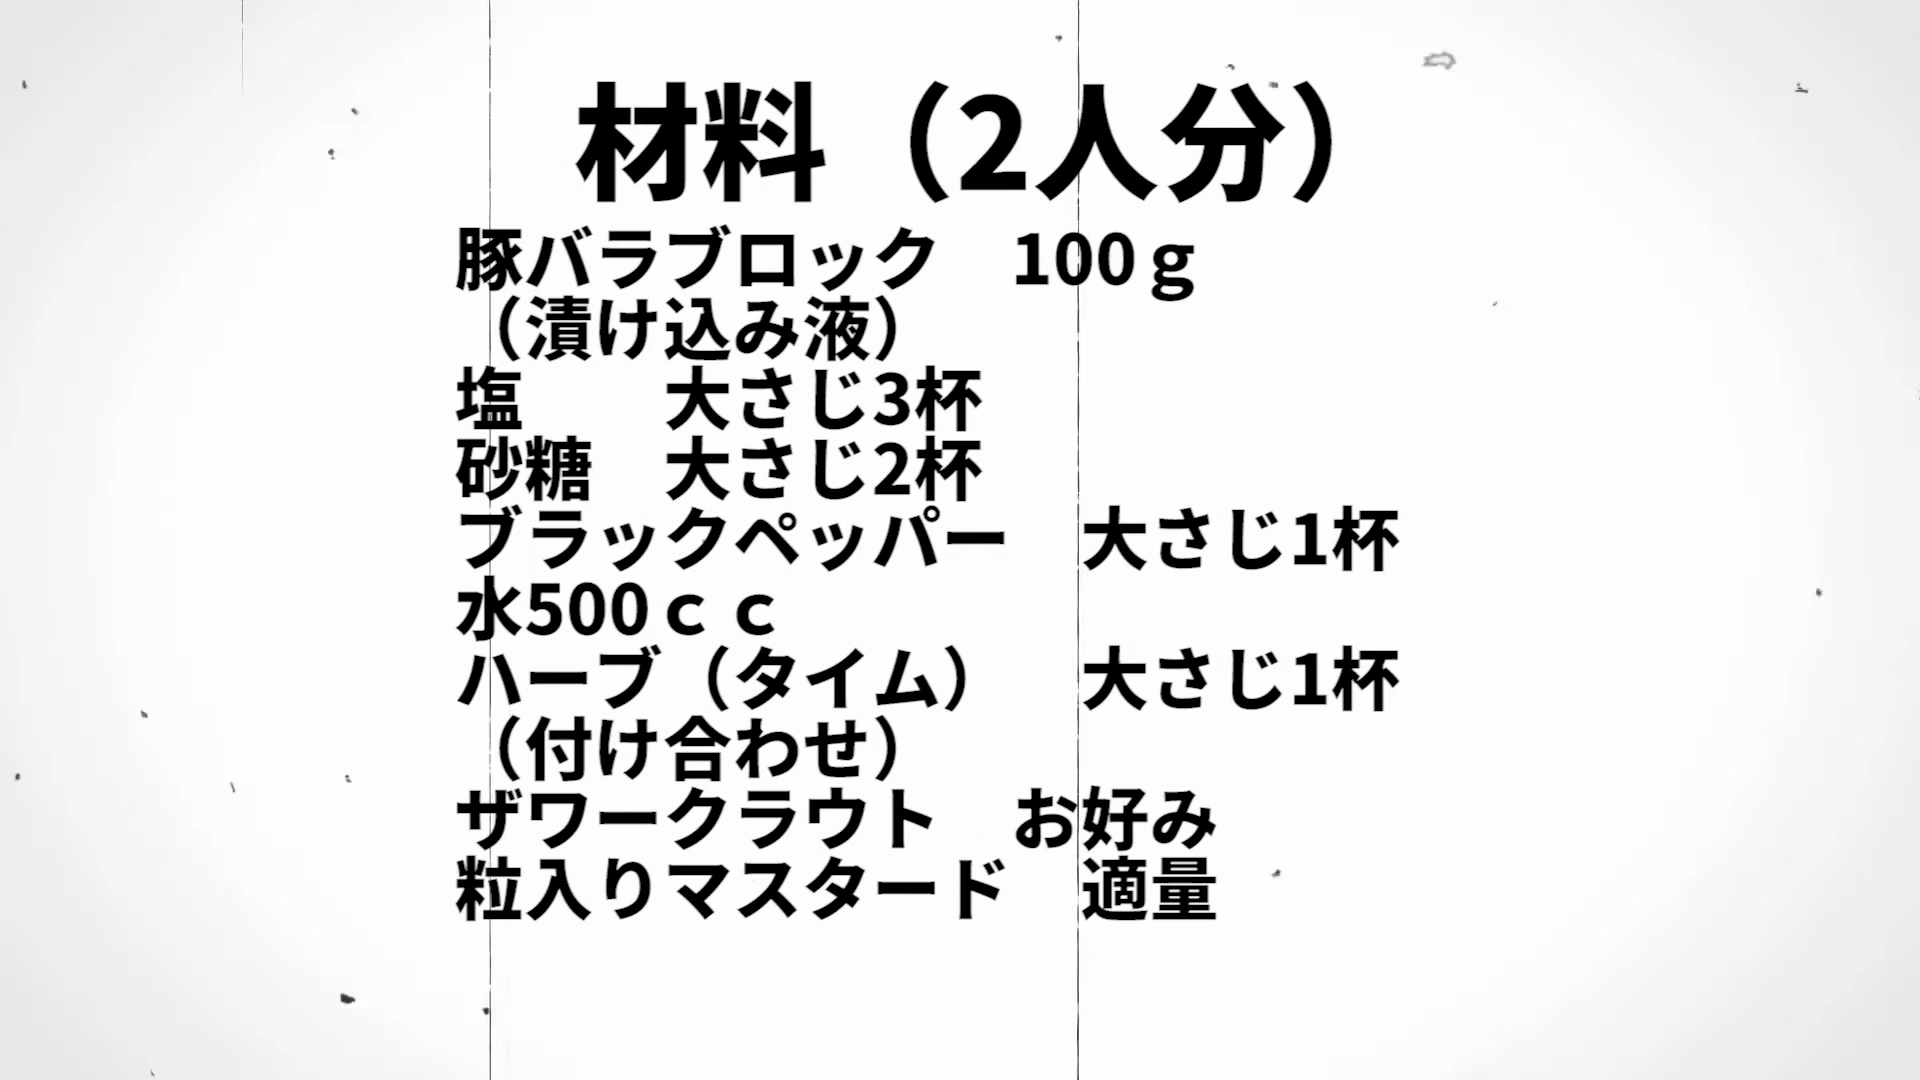 材料（2人分）
豚バラブロック　100ｇ
（漬け込み液）
塩　　大さじ3杯
砂糖　大さじ2杯
ブラックペッパー　大さじ1杯
水500ｃｃ
ハーブ（タイム）　大さじ1杯
（付け合わせ）
ザワークラウト　お好み
粒入りマスタード　適量